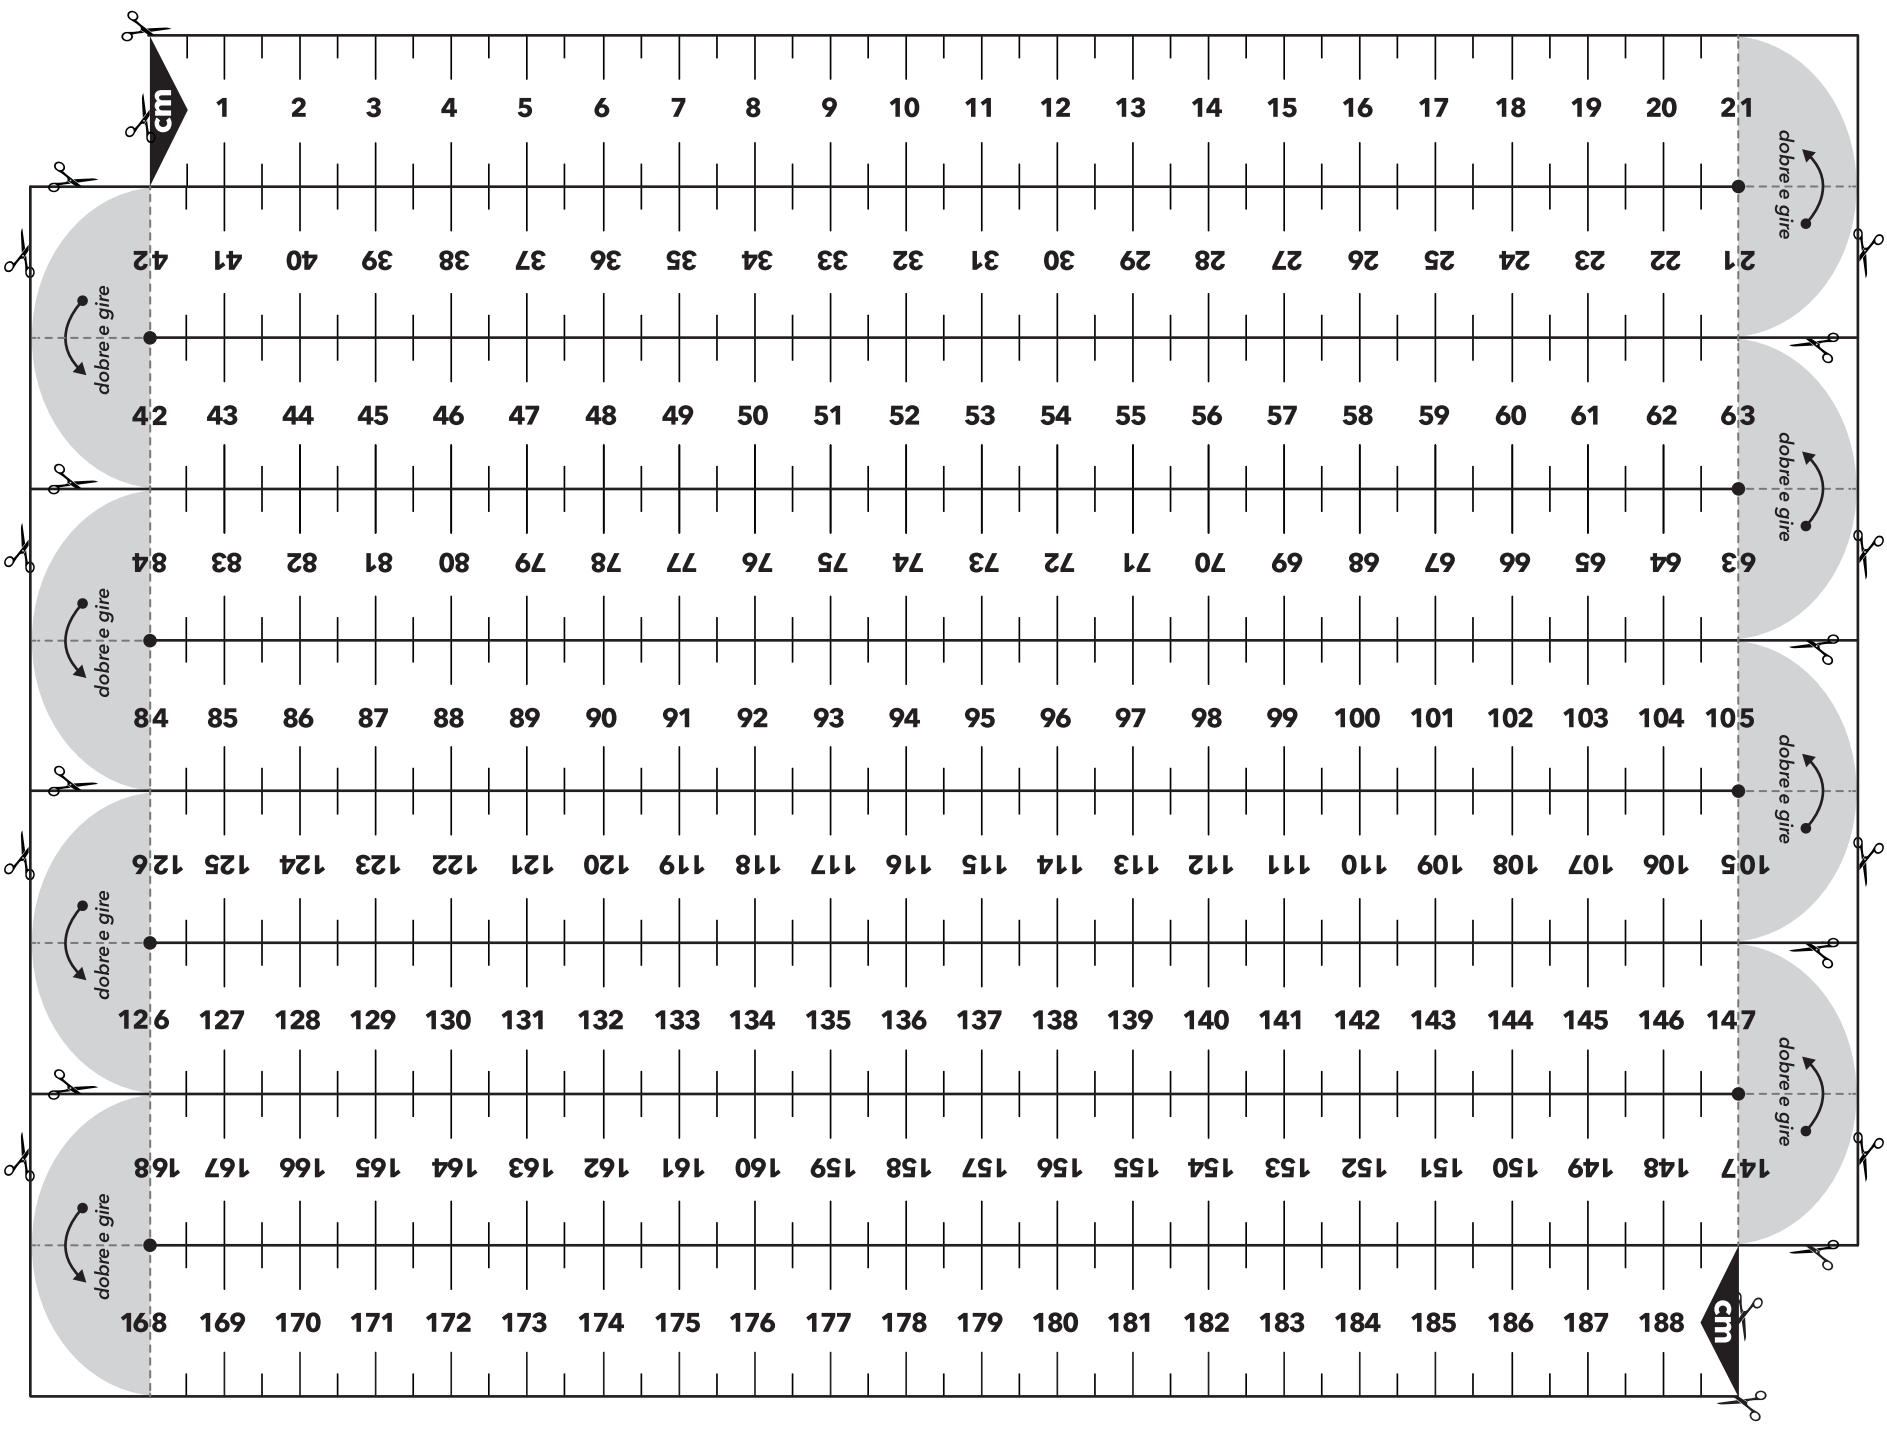 cm 1 2 3 4 5 6 7 8 9 10 11 12 13 14 15 16 17 18 19 20 21
dobre e gire
42 41 40 39 38 37 36 35 34 33 32 31 30 29 28 27 26 25 24 23 22 21
dobre e gire
42 43 44 45 46 47 48 49 50 51 52 53 54 55 56 57 58 59 60 61 62 63
dobre e gire
84 83 82 81 80 79 78 77 76 75 74 73 72 71 70 69 68 67 66 65 64 63
dobre e gire
84 85 86 87 88 89 90 91 92 93 94 95 96 97 98 99 100 101 102 103 104 105
dobre e gire
126 125 124 123 122 121 120 119 118 117 116 115 114 113 112 111 110 109 108 107 106 105
dobre e gire
126 127 128 129 130 131 132 133 134 135 136 137 138 139 140 141 142 143 144 145 146 147
dobre e gire
168 167 166 165 164 163 162 161 160 159 158 157 156 155 154 153 152 151 150 149 148 147
dobre e gire
168 169 170 171 172 173 174 175 176 177 178 179 180 181 182 183 184 185 186 187 188 cm